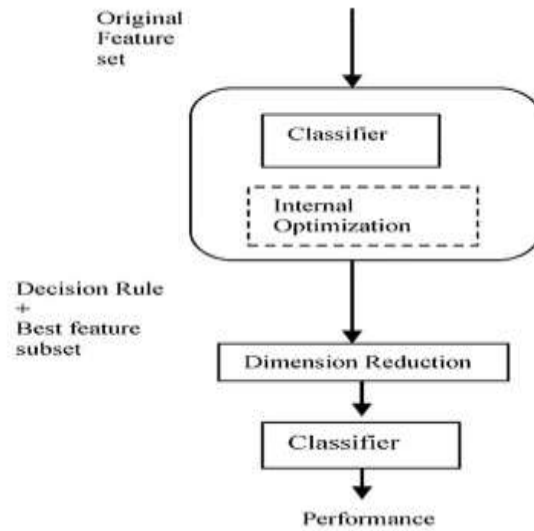 Original
Feature
set
Classifier
Internal
Optimization
Decision Rule
+
Best feature
subset
Dimension Reduction
Classifier
Performance